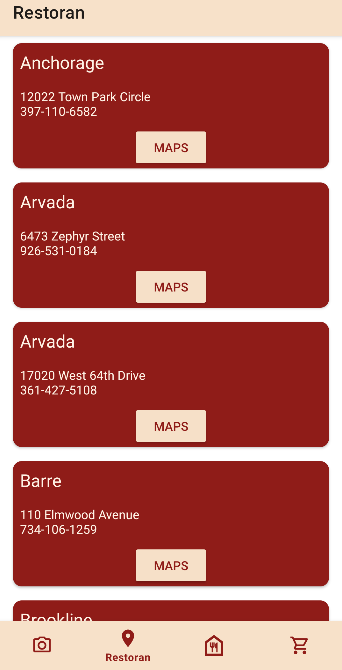 Restoran
Anchorage
12022 Town Park Circle
397-110-6582
MAPS
Arvada
6473 Zephyr Street
926-531-0184
MAPS
Arvada
17020 West 64th Drive
361-427-5108
MAPS
Barre
110 Elmwood Avenue
734-106-1259
MAPS
Brookline
Restoran